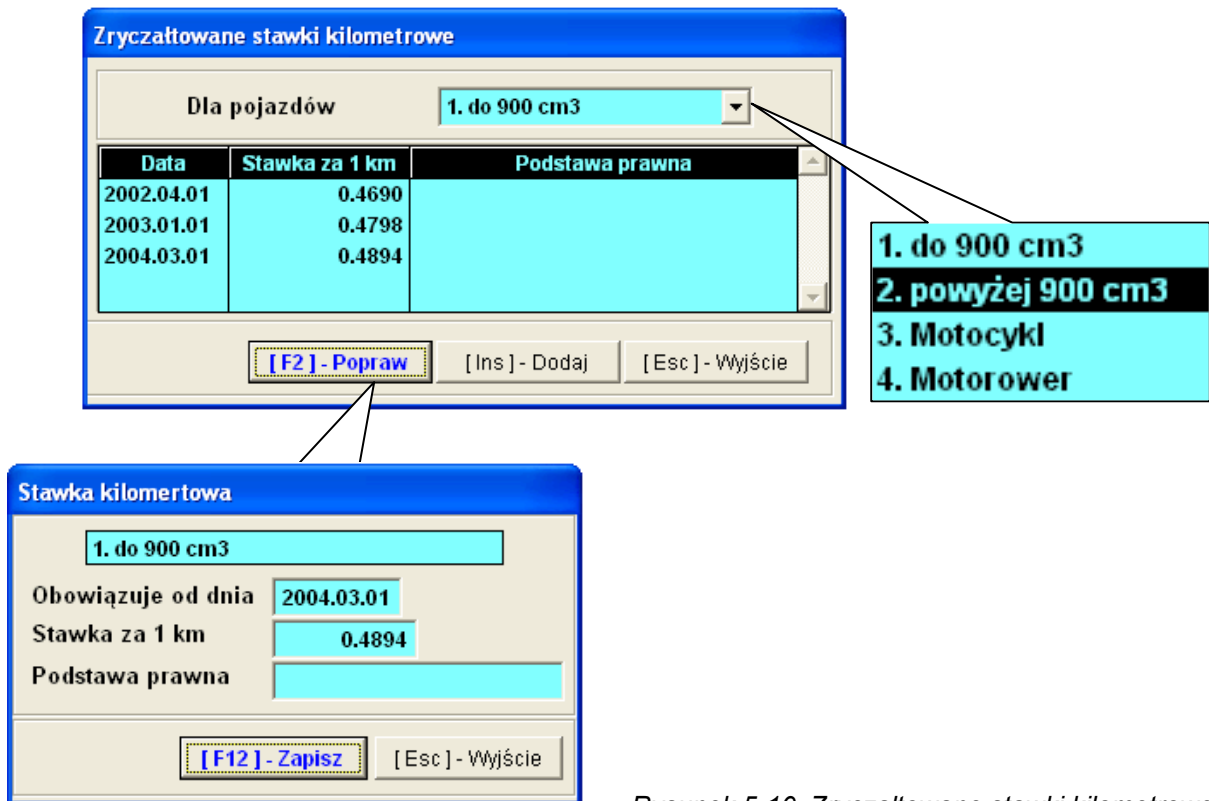 Zryczałtowane stawki kilometrowe
Dla pojazdów 1. do 900 cm3
Data Stawka za 1 km Podstawa prawna
2002.04.01 0.4690
2003.01.01 0.4798
2004.03.01 0.4894
[ F2 ] - Popraw [ Ins ] - Dodaj [ Esc ] - Wyjście
1. do 900 cm3
2. powyżej 900 cm3
3. Motocykl
4. Motorower
Stawka kilomertowa
1. do 900 cm3
Obowiązuje od dnia 2004.03.01
Stawka za 1 km 0.4894
Podstawa prawna
[ F12 ] - Zapisz [ Esc ] - Wyjście